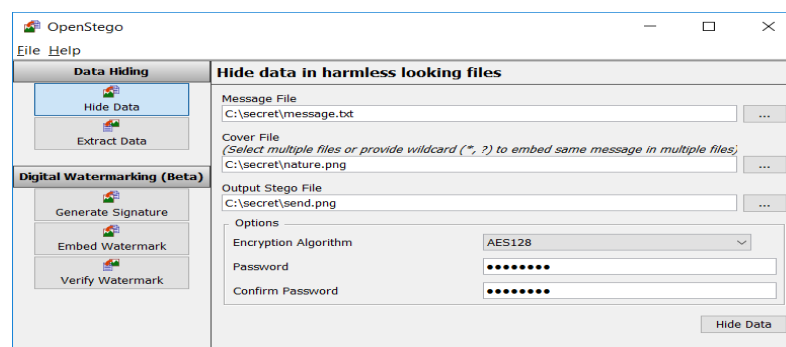 OpenStego
File Help
Data Hiding
Hide Data
Extract Data
Digital Watermarking (Beta)
Generate Signature
Embed Watermark
Verify Watermark
Hide data in harmless looking files
Message File
C:\secret\message.txt
...
Cover File
(Select multiple files or provide wildcard (*, ?) to embed same message in multiple files)
C:\secret\nature.png
...
Output Stego File
C:\secret\send.png
...
Options
Encryption Algorithm AES128
Password ●●●●●●●●
Confirm Password ●●●●●●●●
Hide Data